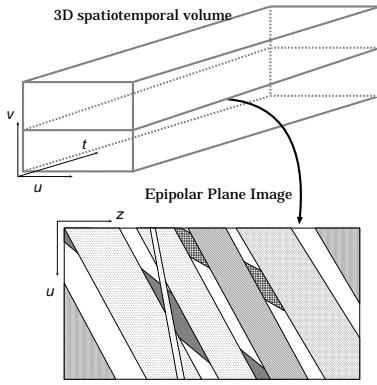 3D spatiotemporal volume
v
t
u
Epipolar Plane Image
z
u